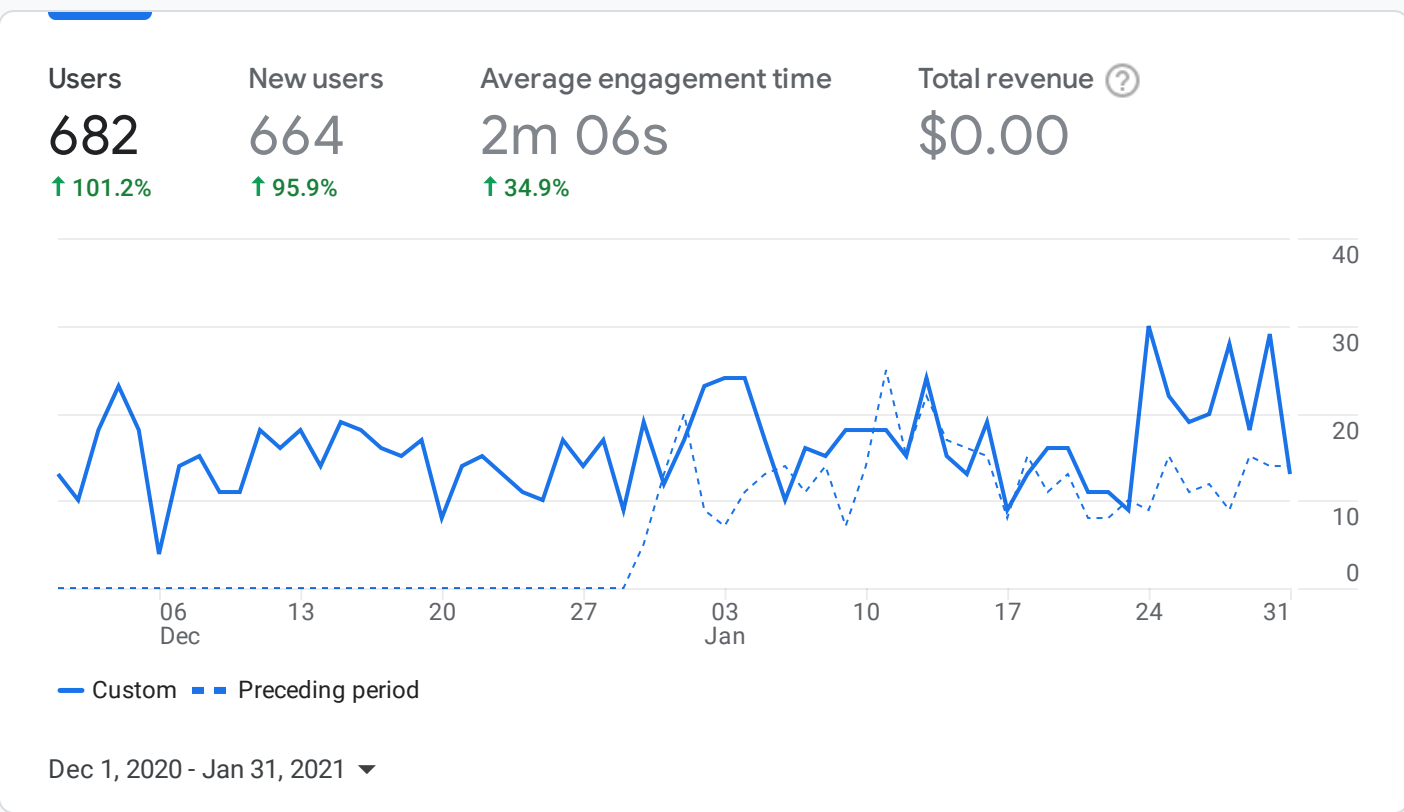 Users New users Average engagement time Total revenue ?
682 664 2m 06s $0.00
↑ 101.2% ↑ 95.9% ↑ 34.9%
40
30
20
10
0
06 13 20 27 03 10 17 24 31
Dec Jan
Custom Preceding period
Dec 1, 2020 - Jan 31, 2021